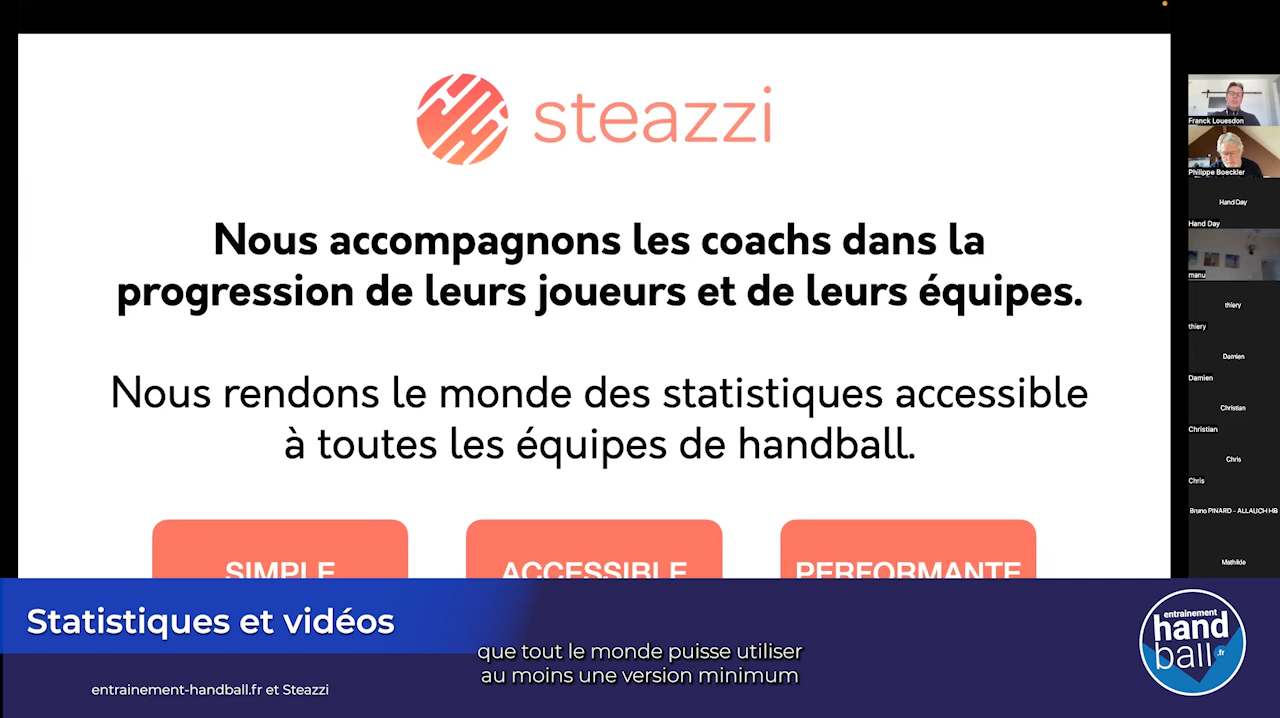 steazzi
Nous accompagnons les coachs dans la
progression de leurs joueurs et de leurs équipes.
Nous rendons le monde des statistiques accessible
à toutes les équipes de handball.
SIMPLE
ACCESSIBLE
PERFORMANTE
Franck Louesdon
Philippe Boeckler
Hand Day
Hand Day
manu
thiery
thiery
Damien
Damien
Christian
Christian
Chris
Chris
Bruno PINARD - ALLAUCH HB
Mathilde
Statistiques et vidéos
que tout le monde puisse utiliser
au moins une version minimum
entrainement-handball.fr et Steazzi
entrainement
hand
ball
.fr